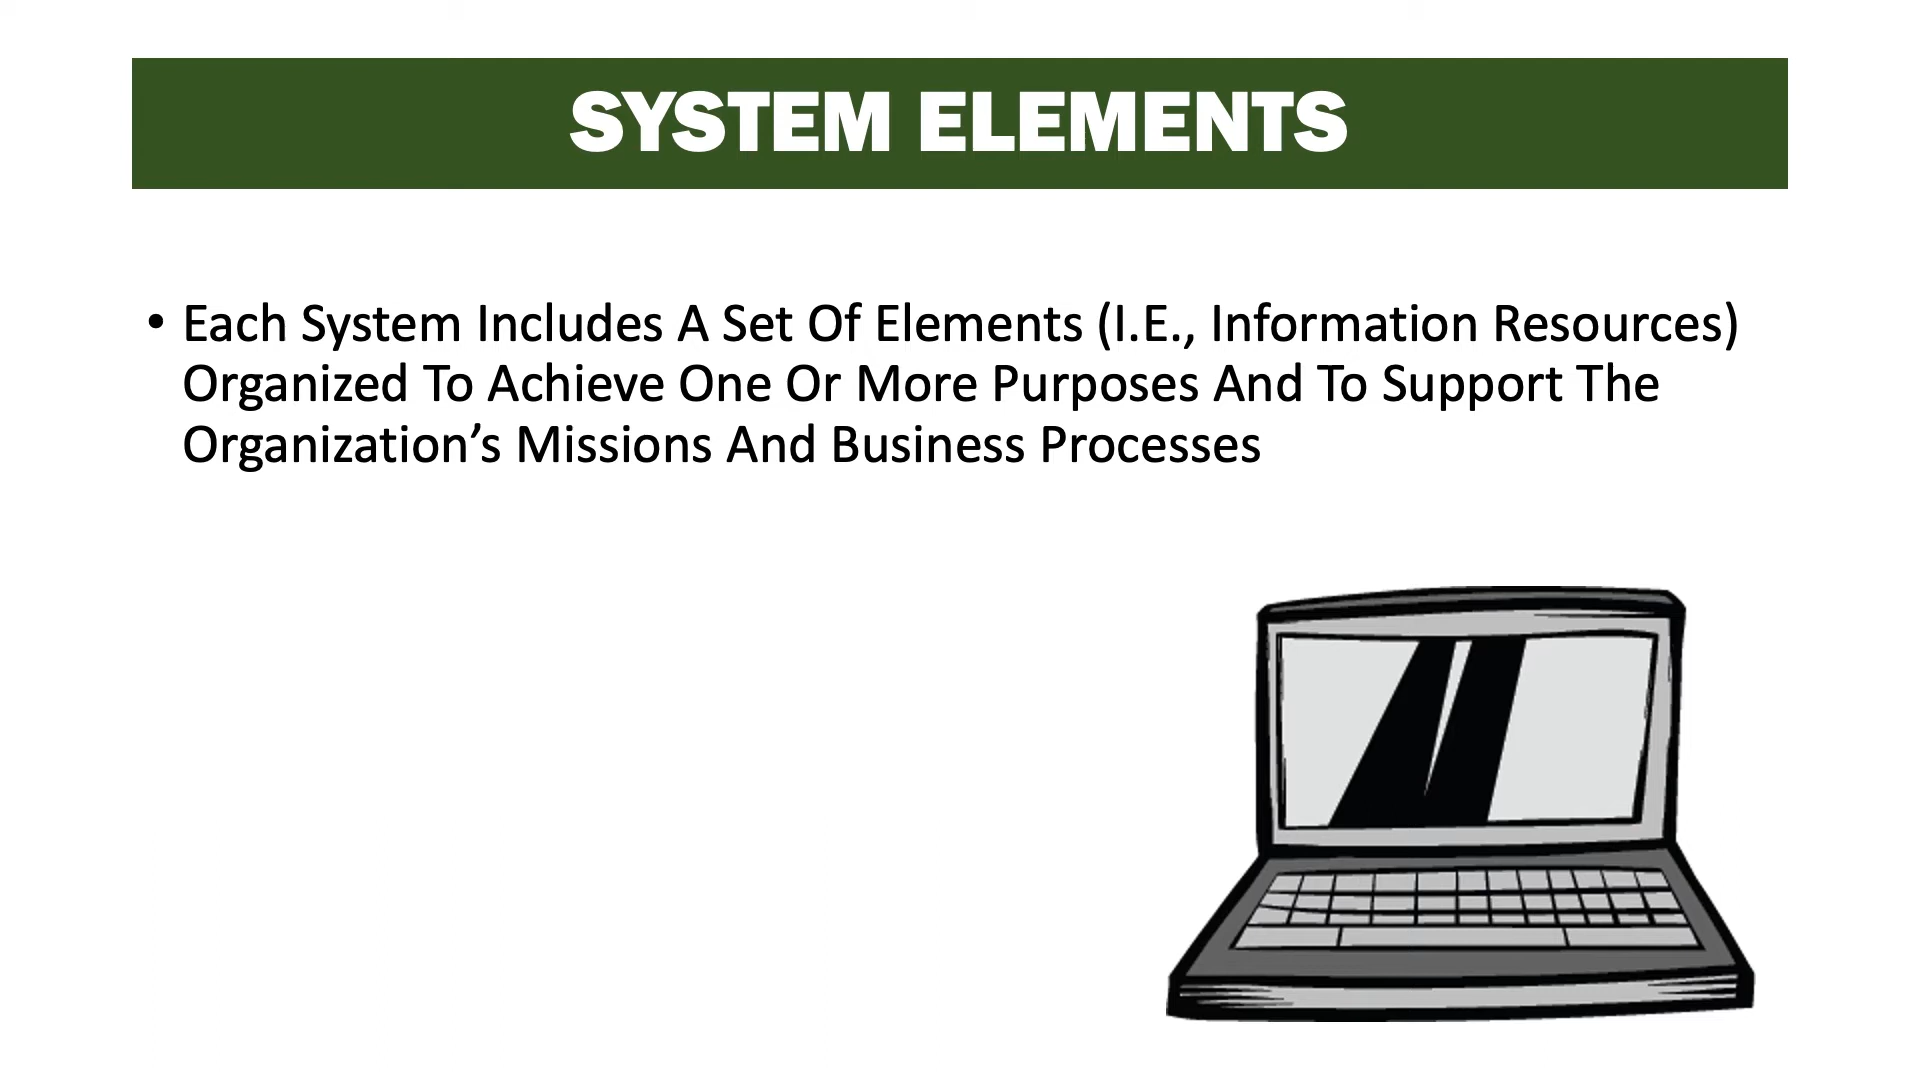 SYSTEM ELEMENTS
• Each System Includes A Set Of Elements (I.E., Information Resources)
Organized To Achieve One Or More Purposes And To Support The
Organization’s Missions And Business Processes